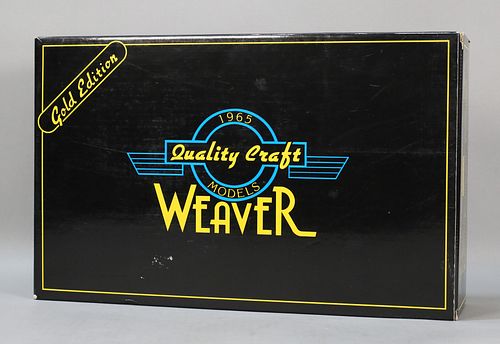 Gold Edition
1965
Quality Craft
MODELS
WEAVER